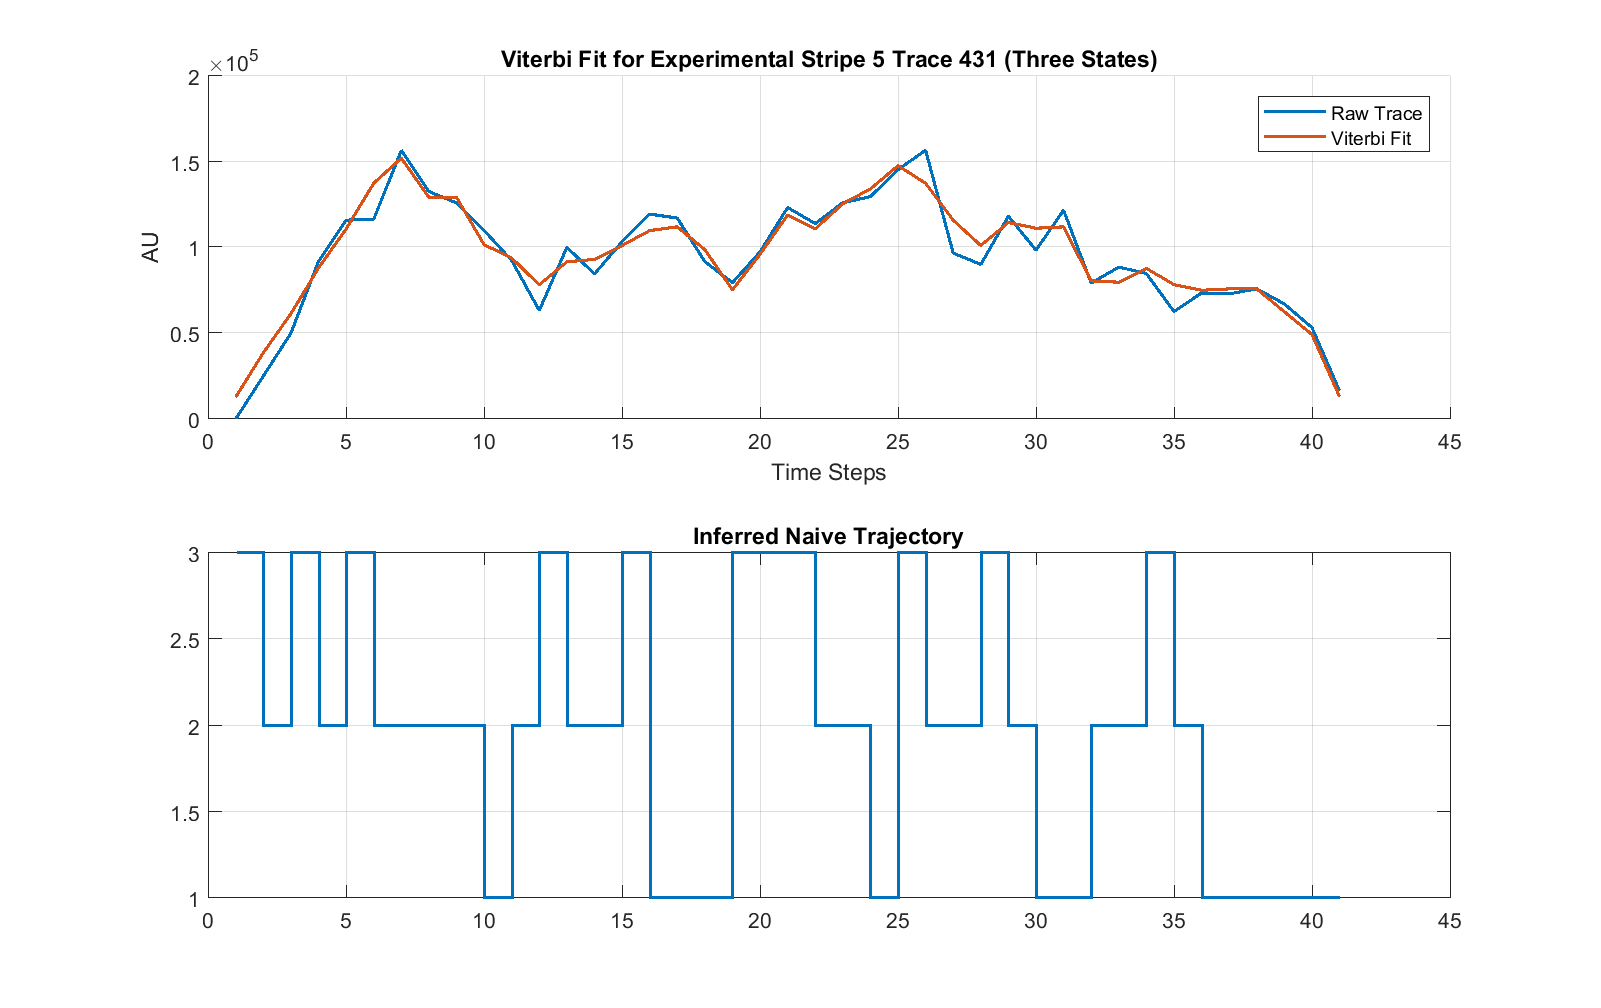 Viterbi Fit for Experimental Stripe 5 Trace 431 (Three States)
×10^5
2
1.5
1
0.5
0
AU
Raw Trace
Viterbi Fit
0 5 10 15 20 25 30 35 40 45
Time Steps
Inferred Naive Trajectory
3
2.5
2
1.5
1
0 5 10 15 20 25 30 35 40 45